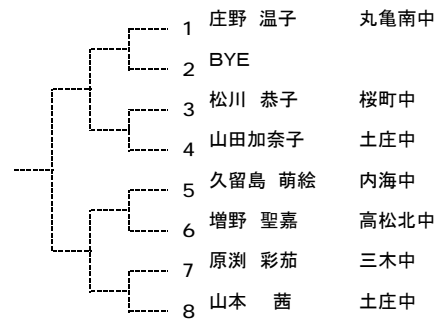 1 庄野 温子 丸亀南中
2 BYE
3 松川 恭子 桜町中
4 山田加奈子 土庄中
5 久留島 萌絵 内海中
6 増野 聖嘉 高松北中
7 原渕 彩茄 三木中
8 山本 茜 土庄中